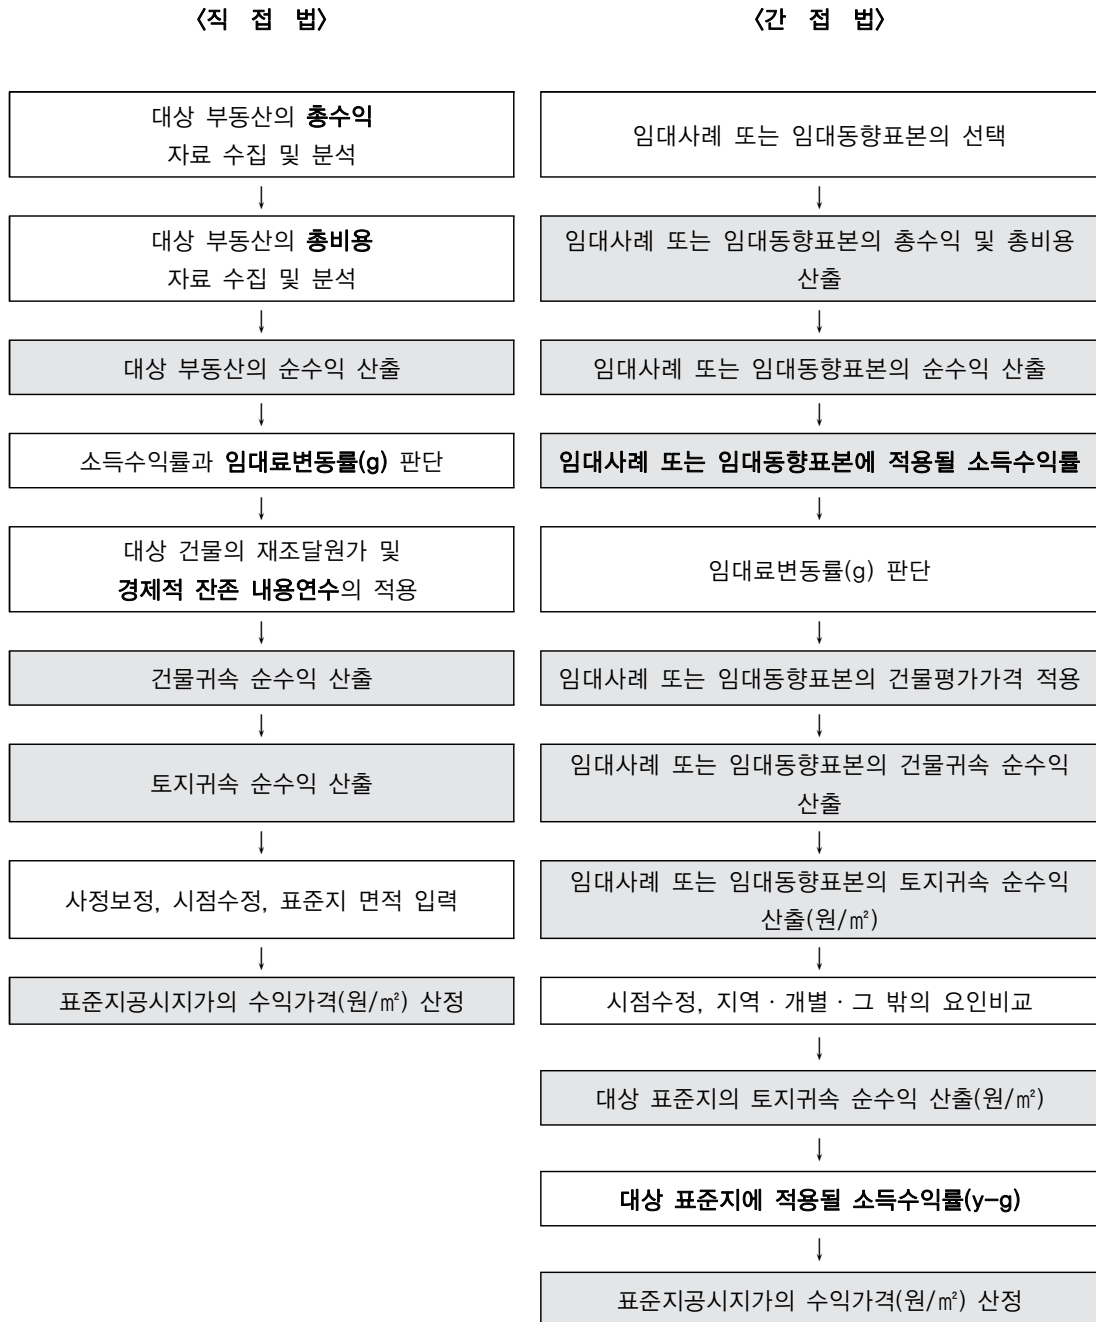 〈직 접 법〉
대상 부동산의 총수익
자료 수집 및 분석
↓
대상 부동산의 총비용
자료 수집 및 분석
↓
대상 부동산의 순수익 산출
↓
소득수익률과 임대료변동률(g) 판단
↓
대상 건물의 재조달원가 및
경제적 잔존 내용연수의 적용
↓
건물귀속 순수익 산출
↓
토지귀속 순수익 산출
↓
사정보정, 시점수정, 표준지 면적 입력
↓
표준지공시지가의 수익가격(원/㎡) 산정
〈간 접 법〉
임대사례 또는 임대동향표본의 선택
↓
임대사례 또는 임대동향표본의 총수익 및 총비용
산출
↓
임대사례 또는 임대동향표본의 순수익 산출
↓
임대사례 또는 임대동향표본에 적용될 소득수익률
↓
임대료변동률(g) 판단
↓
임대사례 또는 임대동향표본의 건물평가가격 적용
↓
임대사례 또는 임대동향표본의 건물귀속 순수익
산출
↓
임대사례 또는 임대동향표본의 토지귀속 순수익
산출(원/㎡)
↓
시점수정, 지역 · 개별 · 그 밖의 요인비교
↓
대상 표준지의 토지귀속 순수익 산출(원/㎡)
↓
대상 표준지에 적용될 소득수익률(y-g)
↓
표준지공시지가의 수익가격(원/㎡) 산정